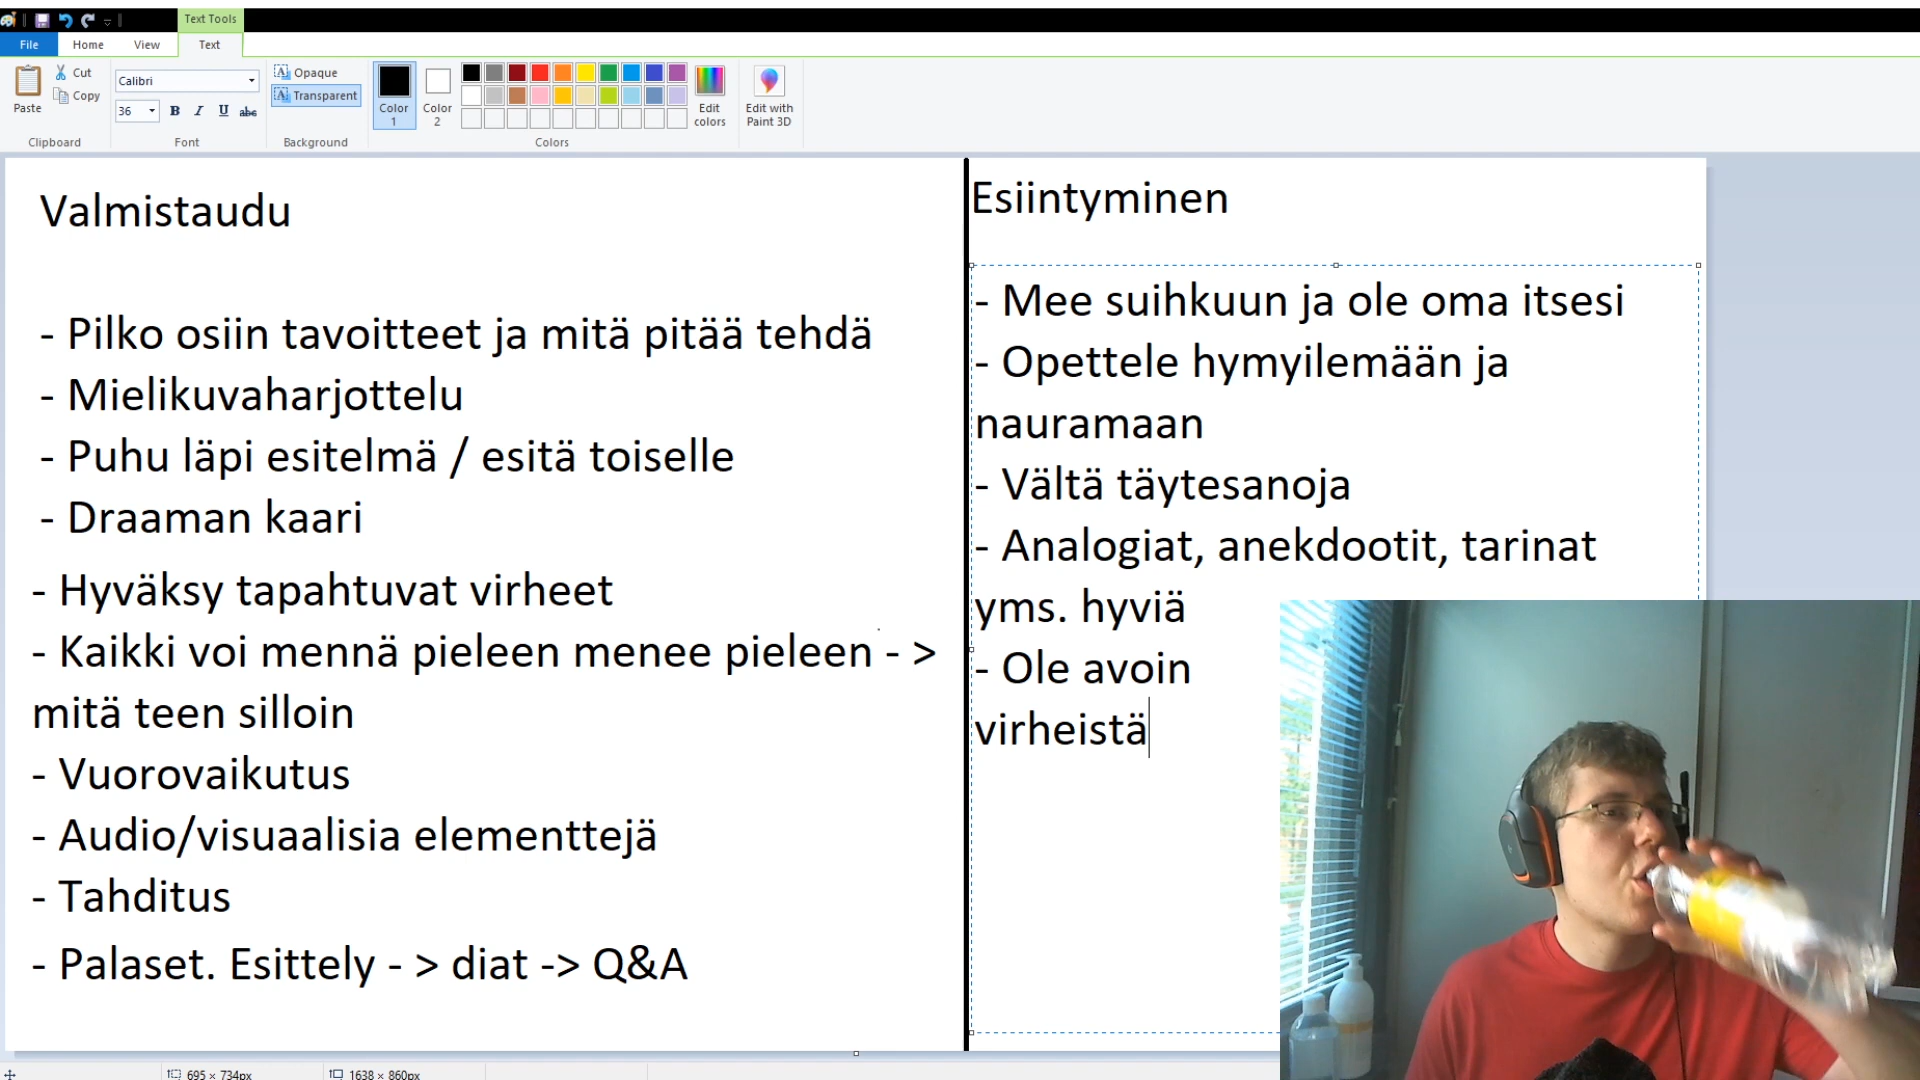 Text Tools
File
Home
View
Text
Paste
Cut
Copy
Clipboard
Calibri
36
B
I
U
abc
Font
Opaque
Transparent
Background
Color
1
Color
2
Edit
colors
Colors
Edit with
Paint 3D
Valmistaudu
- Pilko osiin tavoitteet ja mitä pitää tehdä
- Mielikuvaharjottelu
- Puhu läpi esitelmä / esitä toiselle
- Draaman kaari
- Hyväksy tapahtuvat virheet
- Kaikki voi mennä pieleen menee pieleen - >
mitä teen silloin
- Vuorovaikutus
- Audio/visuaalisia elementtejä
- Tahditus
- Palaset. Esittely - > diat -> Q&A
Esiintyminen
- Mee suihkuun ja ole oma itsesi
- Opettele hymyilemään ja
nauramaan
- Vältä täytesanoja
- Analogiat, anekdootit, tarinat
yms. hyviä
- Ole avoin
virheistä
695 × 734px
1638 × 860px